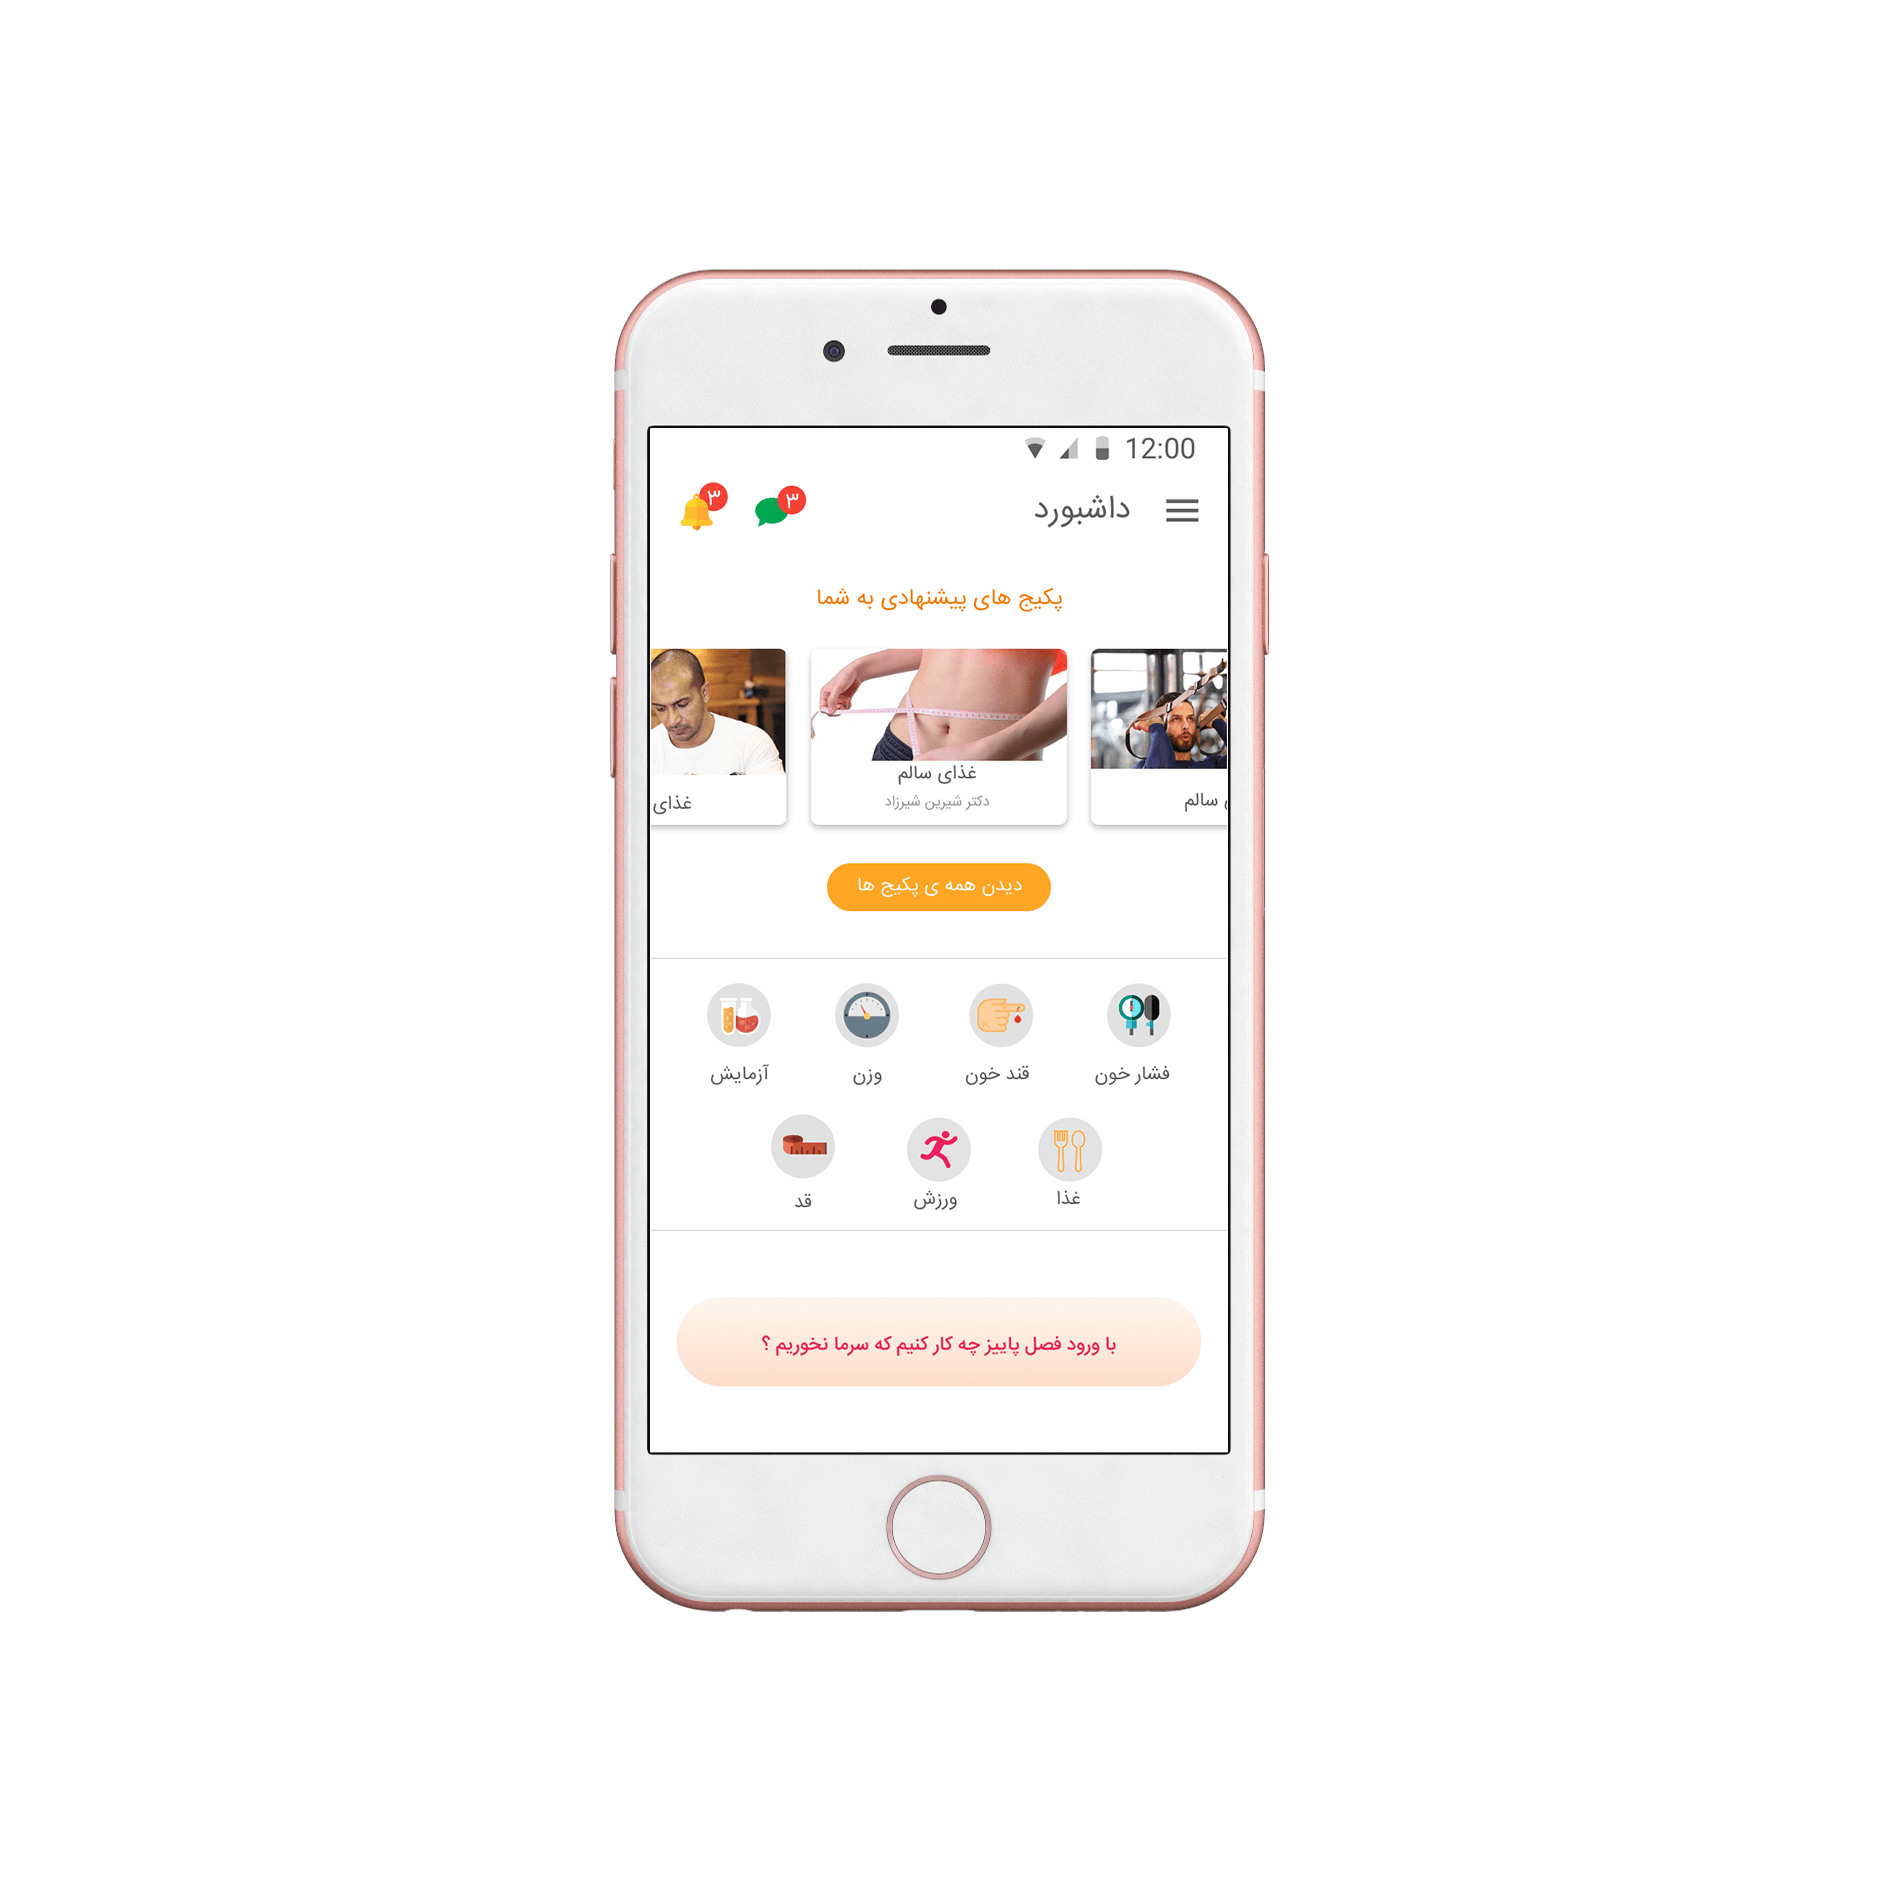 12:00
داشبورد
۳
۳
پکیج های پیشنهادی به شما
سالم
غذای سالم
دکتر شیرین شیرزاد
غذای
دیدن همه ی پکیج ها
فشار خون
قند خون
وزن
آزمایش
غذا
ورزش
قد
با ورود فصل پاییز چه کار کنیم که سرما نخوریم ؟